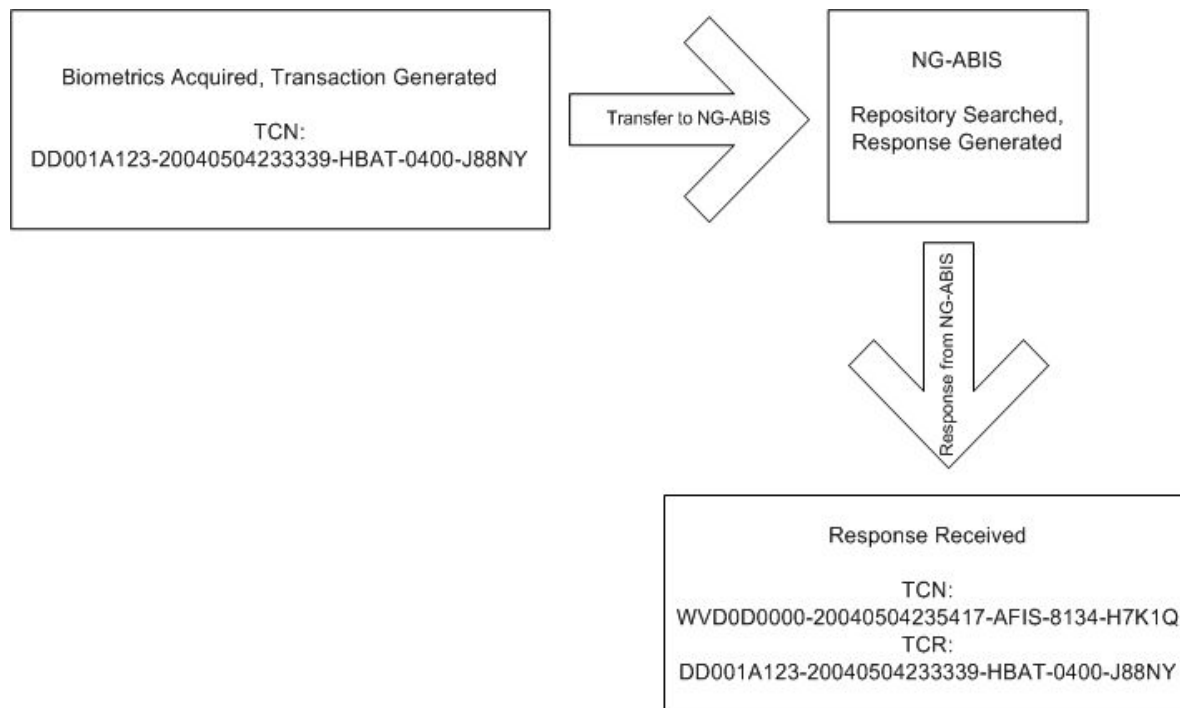 Biometrics Acquired, Transaction Generated
TCN:
DD001A123-20040504233339-HBAT-0400-J88NY
Transfer to NG-ABIS
NG-ABIS
Repository Searched,
Response Generated
Response from NG-ABIS
Response Received
TCN:
WVD0D0000-20040504235417-AFIS-8134-H7K1Q
TCR:
DD001A123-20040504233339-HBAT-0400-J88NY